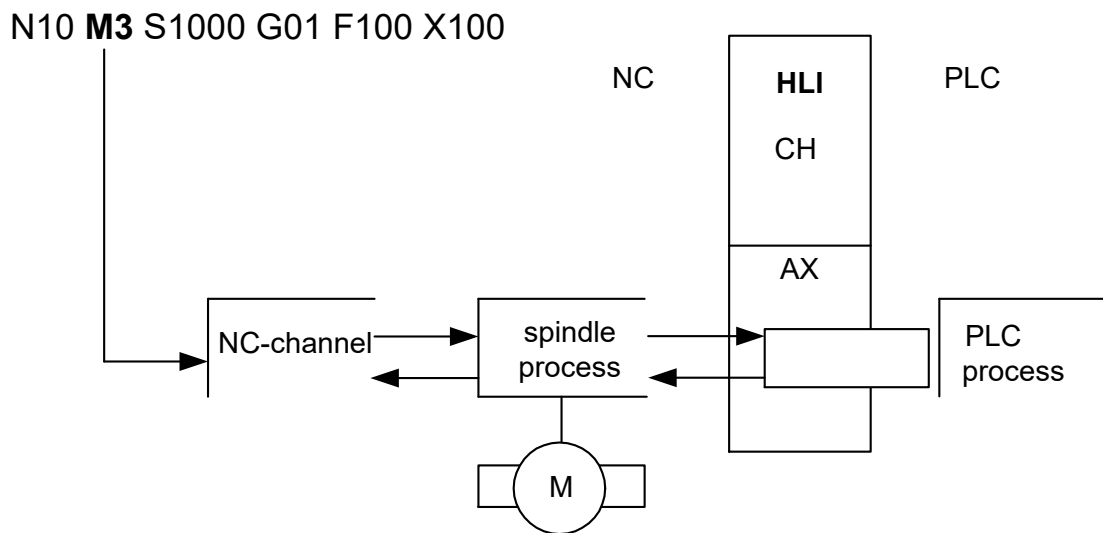 N10 M3 S1000 G01 F100 X100
NC
HLI
PLC
CH
AX
NC-channel
spindle
process
PLC
process
M